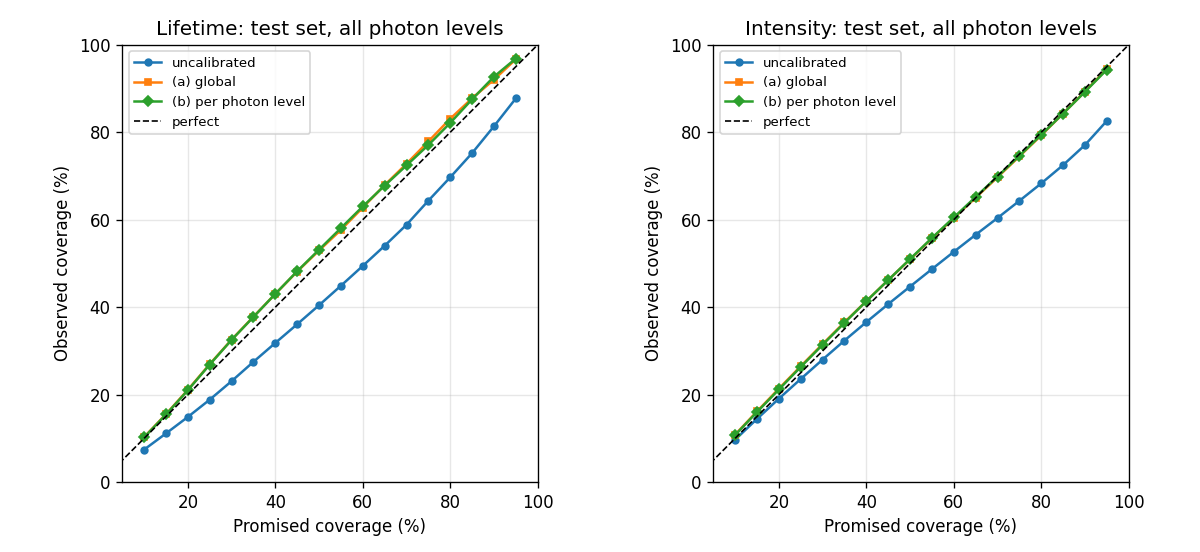 Lifetime: test set, all photon levels
100
80
60
40
20
0
Observed coverage (%)
uncalibrated
(a) global
(b) per photon level
perfect
20
40
60
80
100
Promised coverage (%)
Intensity: test set, all photon levels
100
80
60
40
20
0
Observed coverage (%)
uncalibrated
(a) global
(b) per photon level
perfect
20
40
60
80
100
Promised coverage (%)